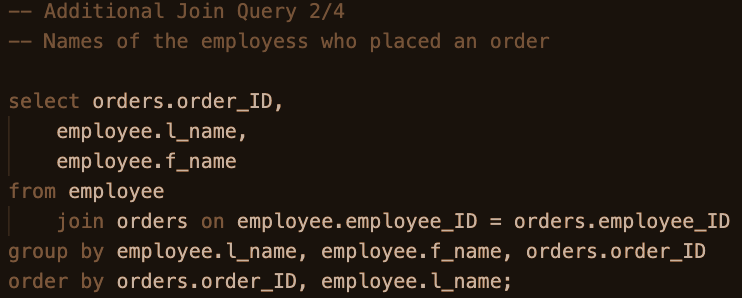 -- Additional Join Query 2/4
-- Names of the employess who placed an order
select orders.order_ID,
employee.l_name,
employee.f_name
from employee
join orders on employee.employee_ID = orders.employee_ID
group by employee.l_name, employee.f_name, orders.order_ID
order by orders.order_ID, employee.l_name;